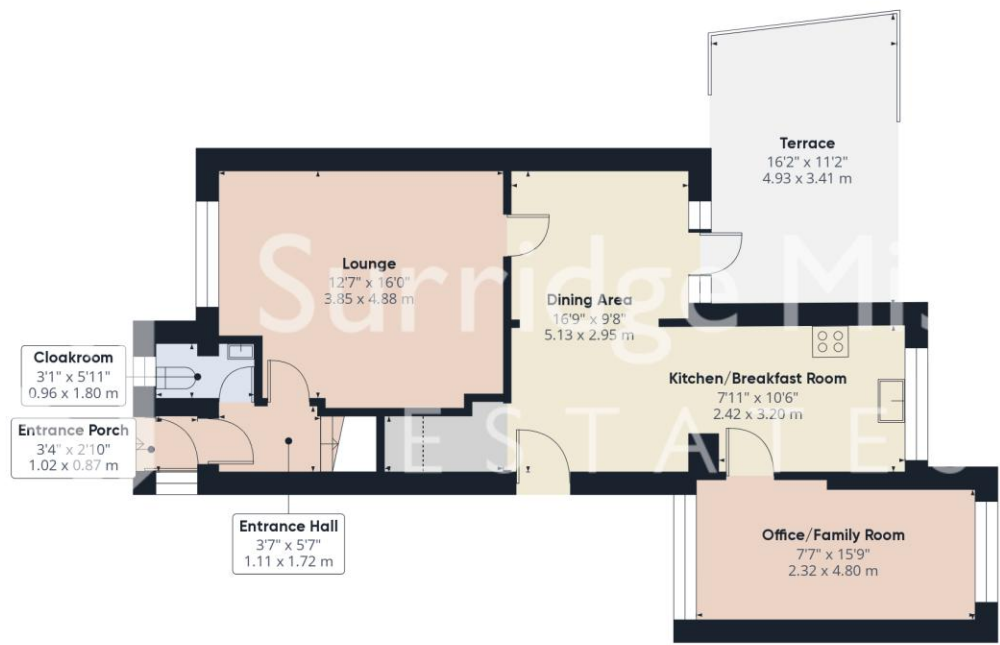 Terrace
16'2" x 11'2"
4.93 x 3.41 m
Lounge
12'7" x 16'0"
3.85 x 4.88 m
Dining Area
16'9" x 9'8"
5.13 x 2.95 m
Cloakroom
3'1" x 5'11"
0.96 x 1.80 m
Kitchen/Breakfast Room
7'11" x 10'6"
2.42 x 3.20 m
Entrance Porch
3'4" x 2'10"
1.02 x 0.87 m
Entrance Hall
3'7" x 5'7"
1.11 x 1.72 m
Office/Family Room
7'7" x 15'9"
2.32 x 4.80 m
Surridge Mi
ESTATE